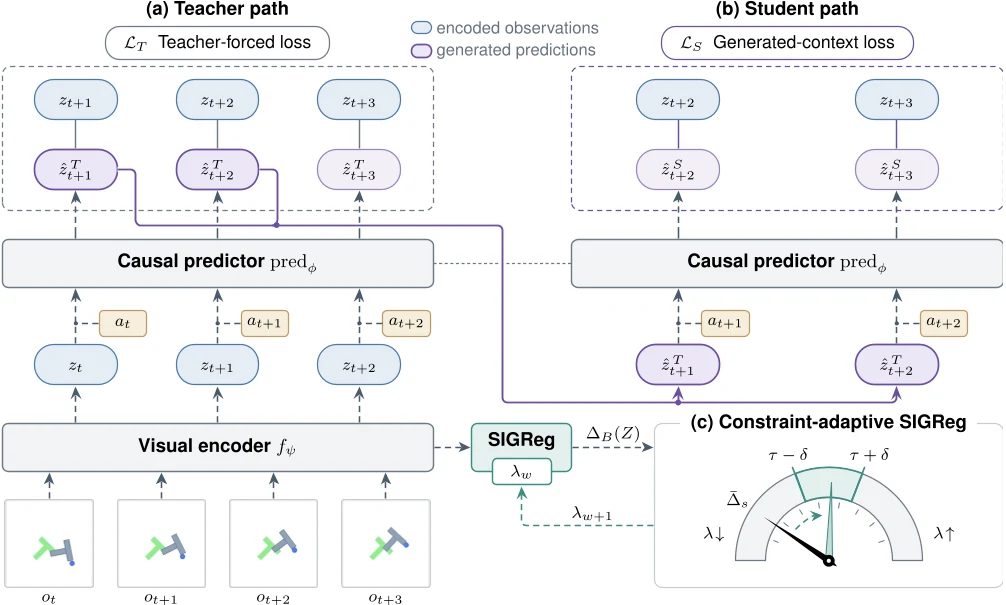 (a) Teacher path
ℒ_T Teacher-forced loss
encoded observations
generated predictions
(b) Student path
ℒ_S Generated-context loss
z_{t+1} z_{t+2} z_{t+3}
ẑ^T_{t+1} ẑ^T_{t+2} ẑ^T_{t+3}
z_{t+2} z_{t+3}
ẑ^S_{t+2} ẑ^S_{t+3}
Causal predictor pred_ϕ
Causal predictor pred_ϕ
a_t a_{t+1} a_{t+2}
z_t z_{t+1} z_{t+2}
a_{t+1} a_{t+2}
ẑ^T_{t+1} ẑ^T_{t+2}
Visual encoder f_ψ
o_t o_{t+1} o_{t+2} o_{t+3}
SIGReg
λ_w
Δ_B(Z)
λ_{w+1}
(c) Constraint-adaptive SIGReg
τ − δ τ + δ
Δ̄_s
λ↓ λ↑